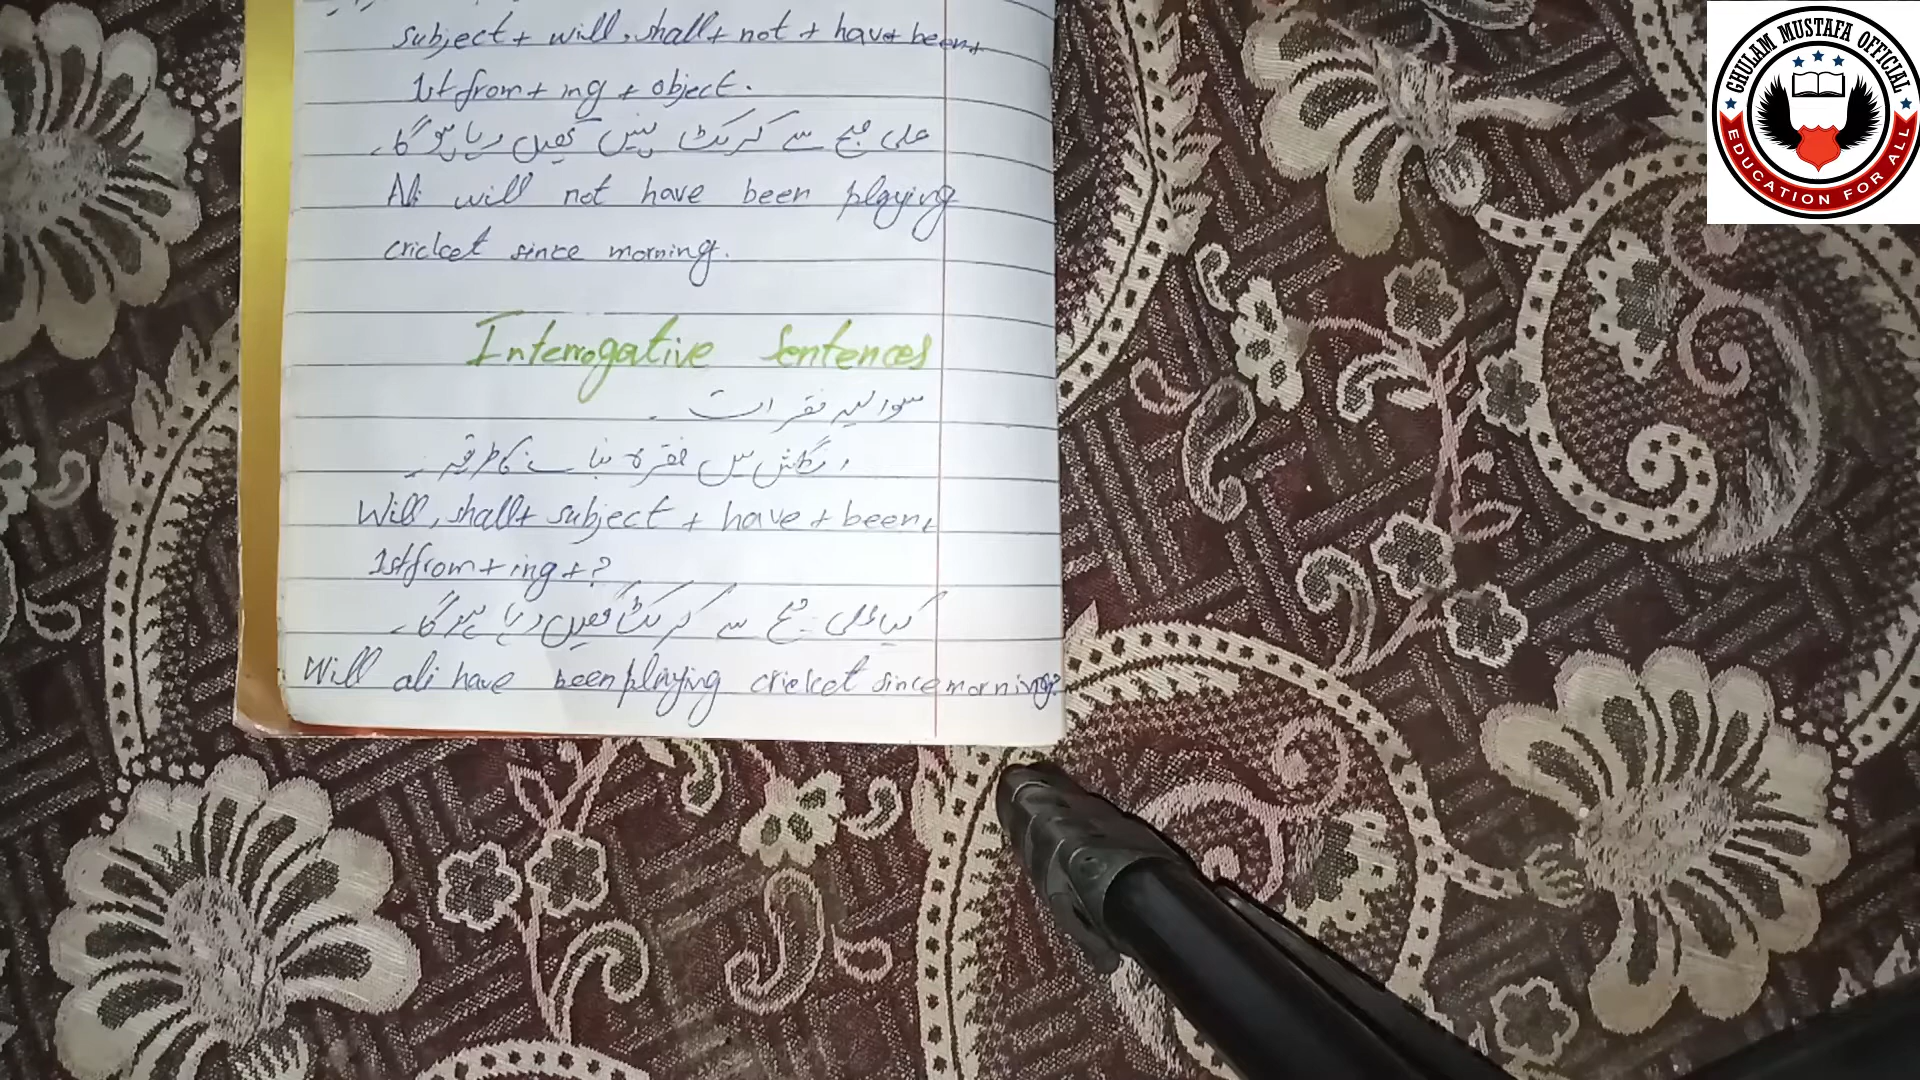 subject + will, shall + not + have been +
1st from + ing + object.
علی صبح سے کرکٹ نہیں کھیل رہا ہو گا۔
Ali will not have been playing
cricket since morning.
Interrogative Sentences
سوالیہ فقرات۔
انگلش میں فقرہ بنانے کا طریقہ۔
Will, shall + subject + have + been +
1st from + ing + ?
کیا علی صبح سے کرکٹ کھیل رہا ہو گا۔
Will ali have been playing cricket since morning?
GHULAM MUSTAFA OFFICIAL
EDUCATION FOR ALL